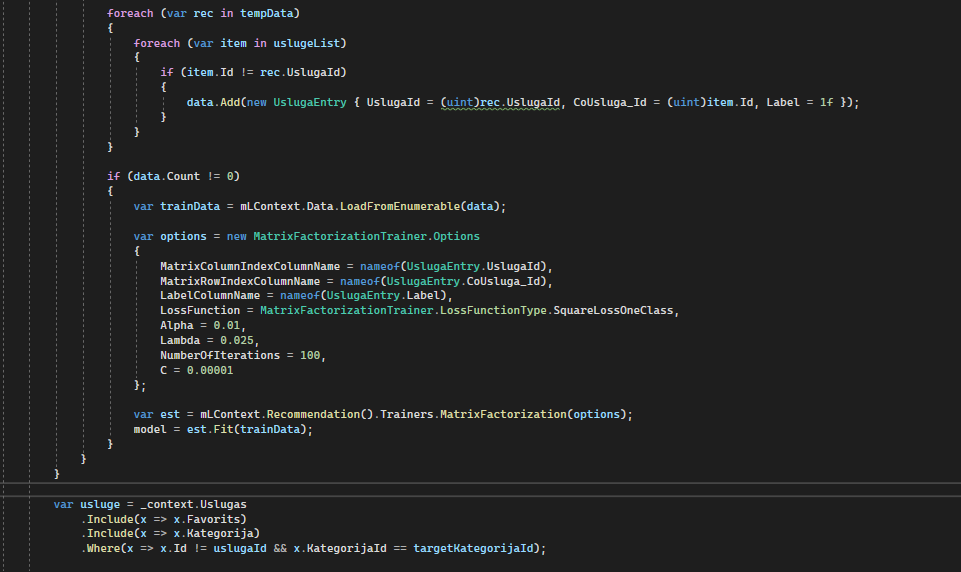 foreach (var rec in tempData)
{
foreach (var item in uslugeList)
{
if (item.Id != rec.UslugaId)
{
data.Add(new UslugaEntry { UslugaId = (uint)rec.UslugaId, CoUsluga_Id = (uint)item.Id, Label = 1f });
}
}
}
if (data.Count != 0)
{
var trainData = mLContext.Data.LoadFromEnumerable(data);
var options = new MatrixFactorizationTrainer.Options
{
MatrixColumnIndexColumnName = nameof(UslugaEntry.UslugaId),
MatrixRowIndexColumnName = nameof(UslugaEntry.CoUsluga_Id),
LabelColumnName = nameof(UslugaEntry.Label),
LossFunction = MatrixFactorizationTrainer.LossFunctionType.SquareLossOneClass,
Alpha = 0.01,
Lambda = 0.025,
NumberOfIterations = 100,
C = 0.00001
};
var est = mLContext.Recommendation().Trainers.MatrixFactorization(options);
model = est.Fit(trainData);
}
}
}
var usluge = _context.Uslugas
.Include(x => x.Favorits)
.Include(x => x.Kategorija)
.Where(x => x.Id != uslugaId && x.KategorijaId == targetKategorijaId);